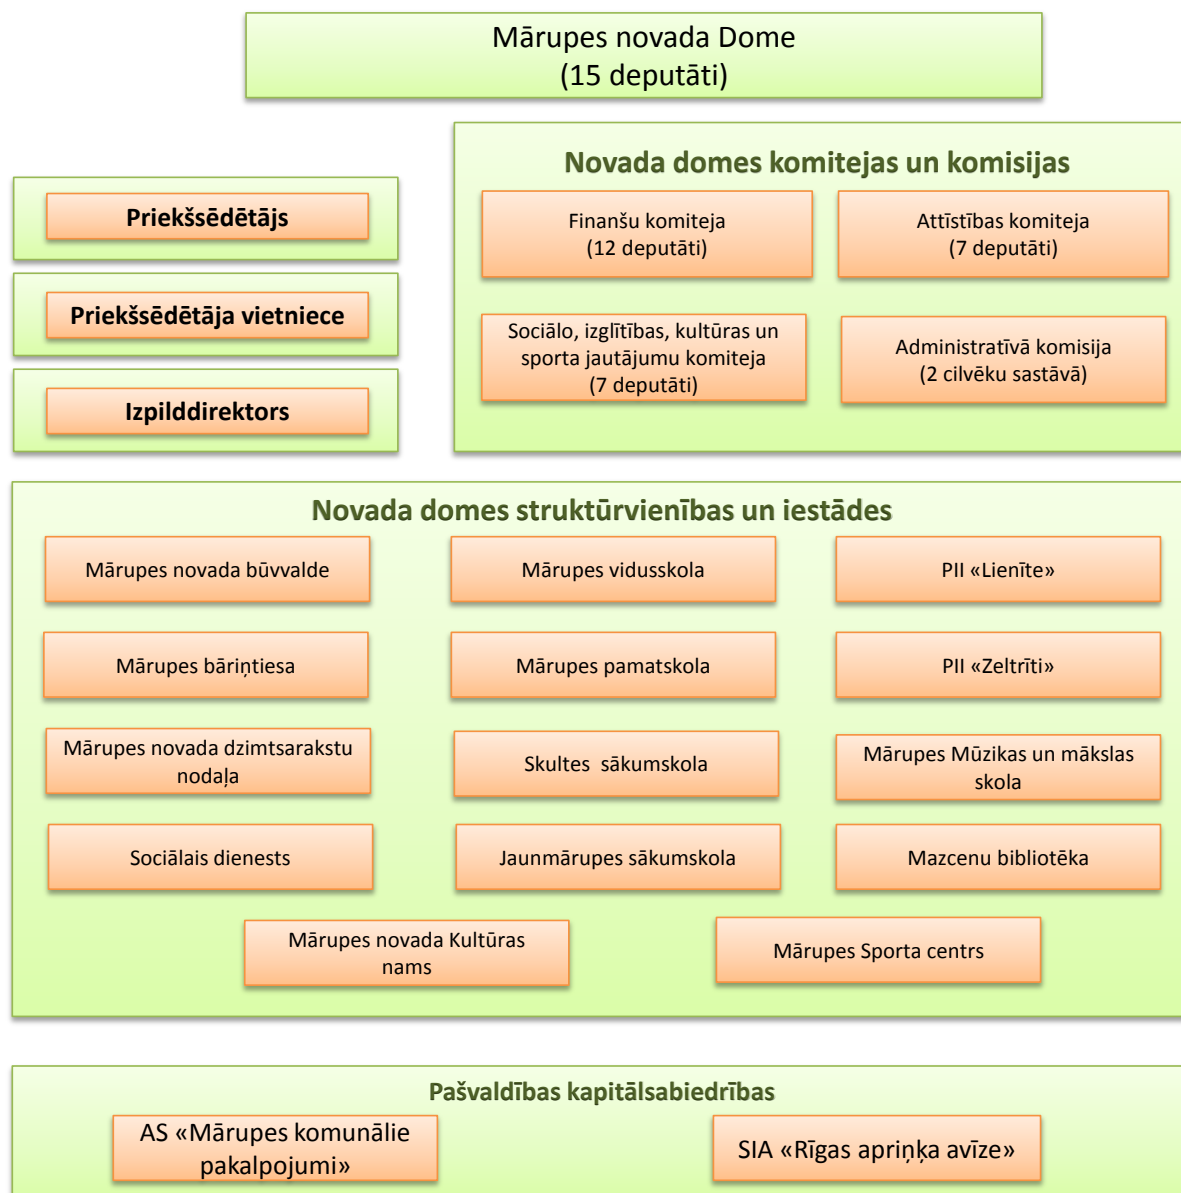 Mārupes novada Dome
(15 deputāti)
Priekšsēdētājs
Priekšsēdētāja vietniece
Izpilddirektors
Novada domes komitejas un komisijas
Finanšu komiteja
(12 deputāti)
Attīstības komiteja
(7 deputāti)
Sociālo, izglītības, kultūras un
sporta jautājumu komiteja
(7 deputāti)
Administratīvā komisija
(2 cilvēku sastāvā)
Novada domes struktūrvienības un iestādes
Mārupes novada būvvalde
Mārupes vidusskola
PII «Lienīte»
Mārupes bāriņtiesa
Mārupes pamatskola
PII «Zeltrīti»
Mārupes novada dzimtsarakstu
nodaļa
Skultes sākumskola
Mārupes Mūzikas un mākslas
skola
Sociālais dienests
Jaunmārupes sākumskola
Mazcenu bibliotēka
Mārupes novada Kultūras
nams
Mārupes Sporta centrs
Pašvaldības kapitālsabiedrības
AS «Mārupes komunālie
pakalpojumi»
SIA «Rīgas apriņķa avīze»